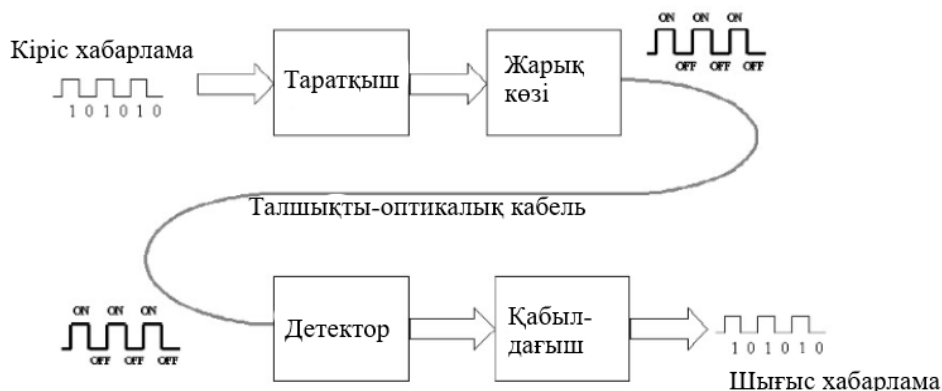 ON ON ON
OFF OFF OFF
Кіріс хабарлама
1 0 1 0 1 0
Таратқыш
Жарық
көзі
Талшықты-оптикалық кабель
ON ON ON
OFF OFF OFF
Детектор
Қабыл-
дағыш
1 0 1 0 1 0
Шығыс хабарлама